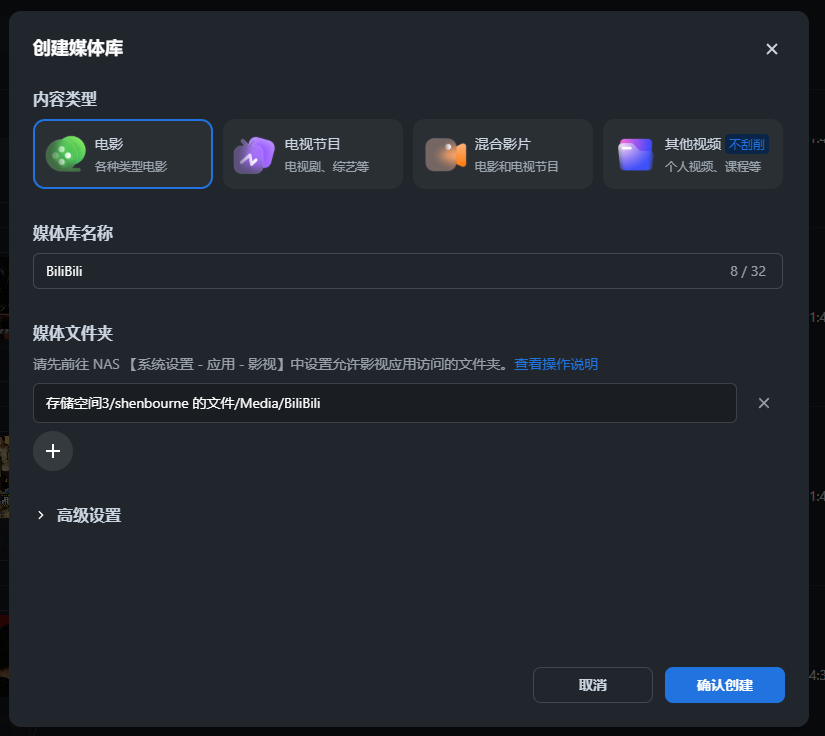 创建媒体库
内容类型
电影
各种类型电影
电视节目
电视剧、综艺等
混合影片
电影和电视节目
其他视频 不刮削
个人视频、课程等
媒体库名称
BiliBili 8 / 32
媒体文件夹
请先前往 NAS 【系统设置 - 应用 - 影视】中设置允许影视应用访问的文件夹。查看操作说明
存储空间3/shenbourne 的文件/Media/BiliBili
高级设置
取消 确认创建